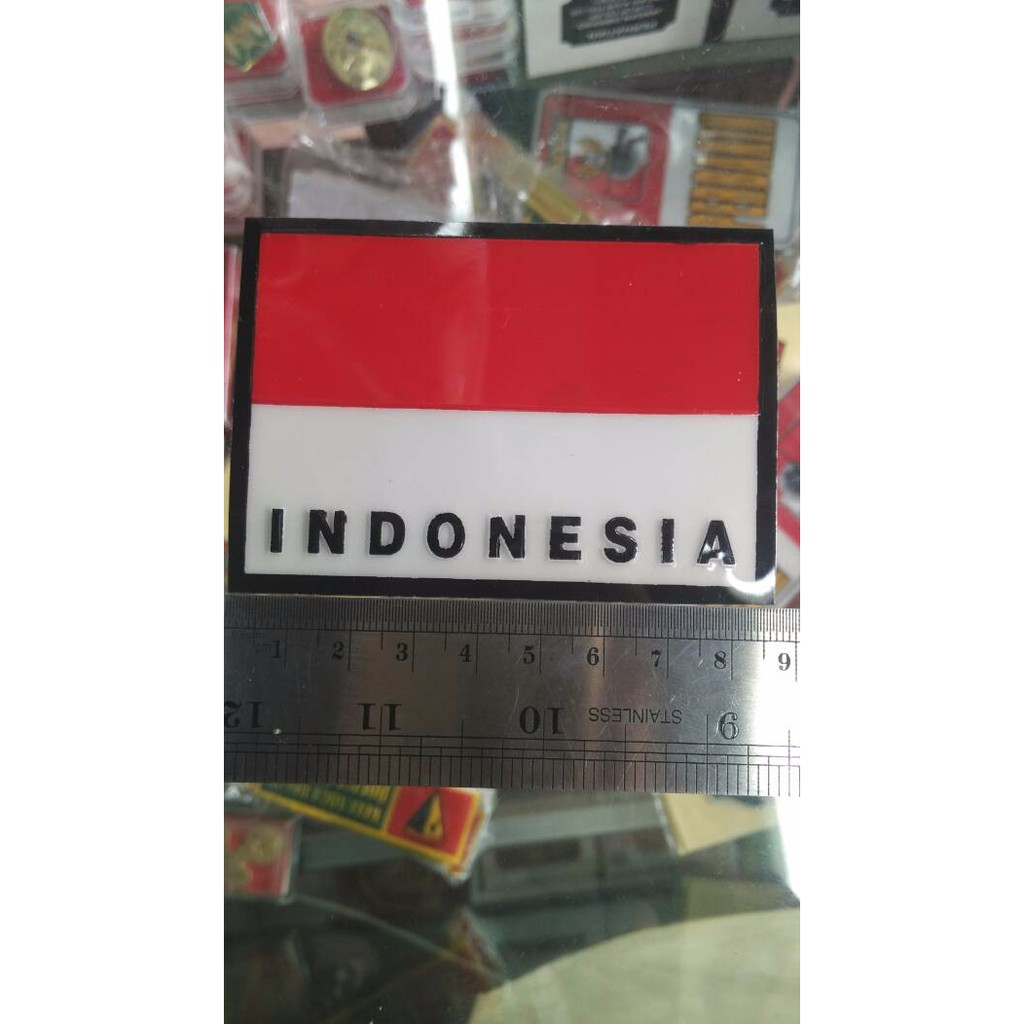 INDONESIA
1 2 3 4 5 6 7 8 9
12 11 10 STAINLESS 9